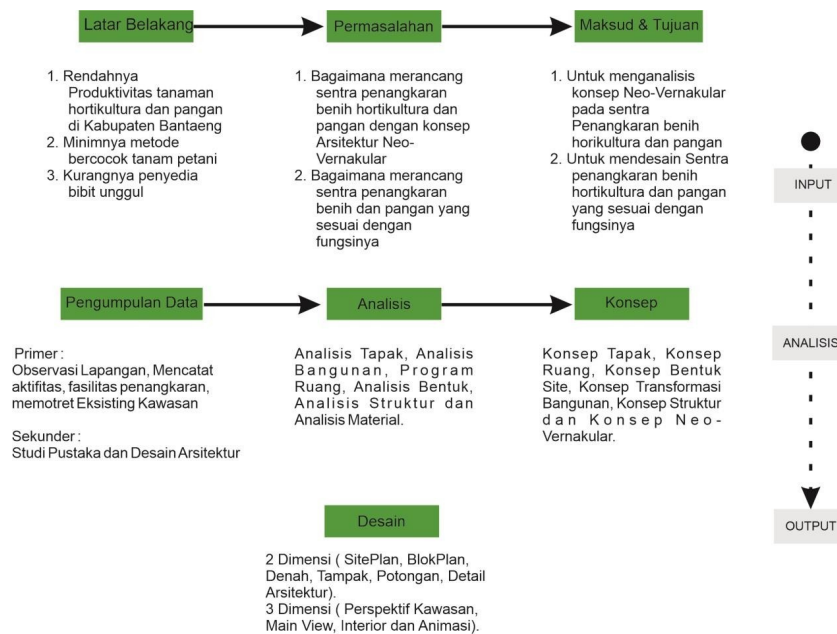 Latar Belakang
Permasalahan
Maksud & Tujuan
1. Rendahnya
Produktivitas tanaman
hortikultura dan pangan
di Kabupaten Bantaeng
2. Minimnya metode
bercocok tanam petani
3. Kurangnya penyedia
bibit unggul
1. Bagaimana merancang
sentra penangkaran
benih hortikultura dan
pangan dengan konsep
Arsitektur Neo-
Vernakular
2. Bagaimana merancang
sentra penangkaran
benih dan pangan yang
sesuai dengan
fungsinya
1. Untuk menganalisis
konsep Neo-Vernakular
pada sentra
Penangkaran benih
horikultura dan pangan
2. Untuk mendesain Sentra
penangkaran benih
hortikultura dan pangan
yang sesuai dengan
fungsinya
INPUT
Pengumpulan Data
Analisis
Konsep
Primer :
Observasi Lapangan, Mencatat
aktifitas, fasilitas penangkaran,
memotret Eksisting Kawasan
Sekunder :
Studi Pustaka dan Desain Arsitektur
Analisis Tapak, Analisis
Bangunan, Program
Ruang, Analisis Bentuk,
Analisis Struktur dan
Analisis Material.
Konsep Tapak, Konsep
Ruang, Konsep Bentuk
Site, Konsep Transformasi
Bangunan, Konsep Struktur
dan Konsep Neo-
Vernakular.
ANALISIS
Desain
2 Dimensi ( SitePlan, BlokPlan,
Denah, Tampak, Potongan, Detail
Arsitektur).
3 Dimensi ( Perspektif Kawasan,
Main View, Interior dan Animasi).
OUTPUT